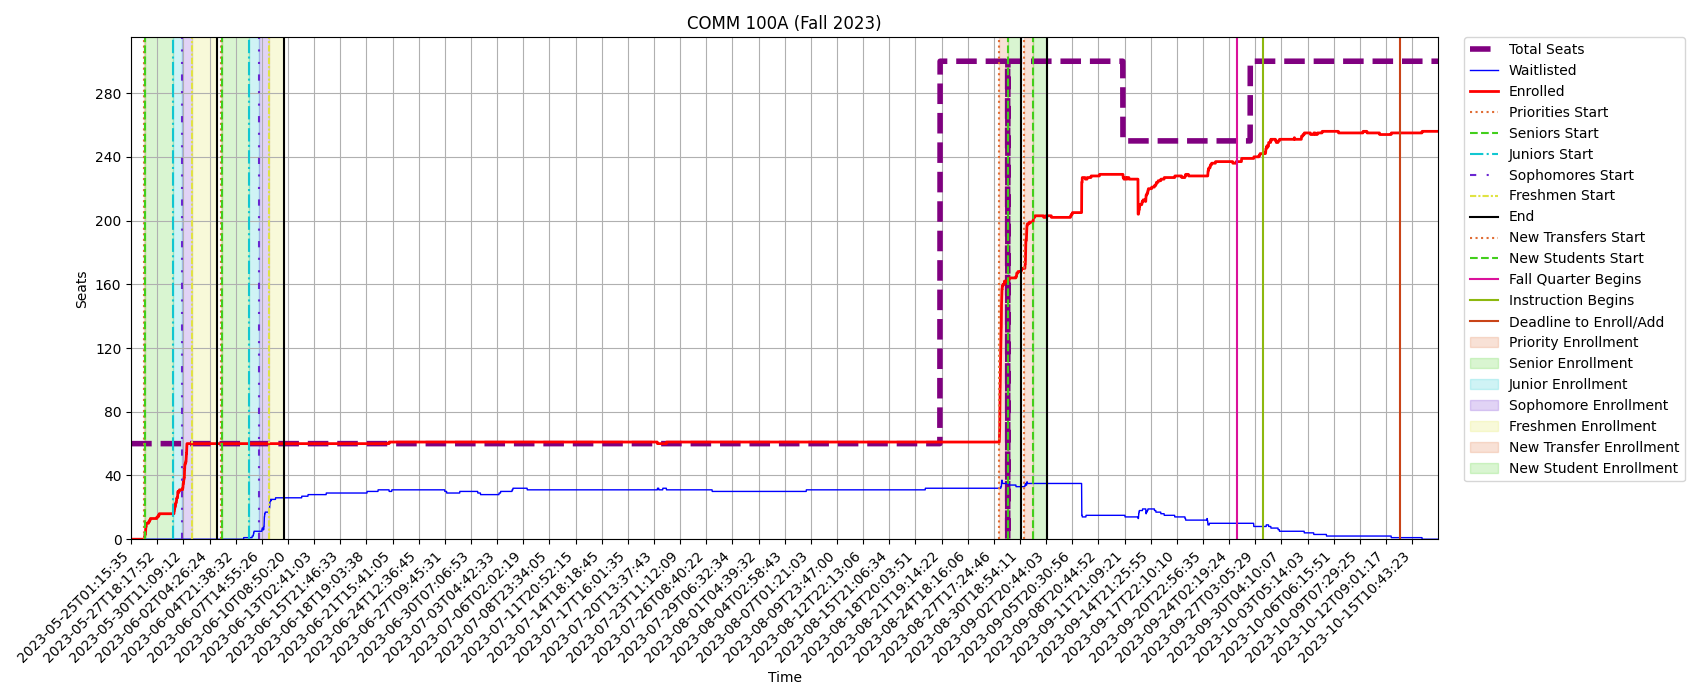 COMM 100A (Fall 2023)
Seats
280
240
200
160
120
80
40
0
2023-05-25T01:15:35
2023-05-27T18:17:52
2023-05-30T11:09:12
2023-06-02T04:26:24
2023-06-04T21:38:32
2023-06-07T14:55:20
2023-06-10T08:50:20
2023-06-13T02:41:03
2023-06-15T21:46:33
2023-06-18T19:03:38
2023-06-21T15:41:05
2023-06-24T12:36:45
2023-06-27T09:45:31
2023-06-30T07:06:53
2023-07-03T04:42:33
2023-07-06T02:02:19
2023-07-08T23:34:05
2023-07-11T20:52:15
2023-07-14T18:18:45
2023-07-17T16:01:35
2023-07-20T13:37:43
2023-07-23T11:12:09
2023-07-26T08:40:22
2023-07-29T06:32:34
2023-08-01T04:39:32
2023-08-04T02:58:43
2023-08-07T01:21:03
2023-08-09T23:47:00
2023-08-12T22:13:06
2023-08-15T21:06:34
2023-08-18T20:03:51
2023-08-21T19:14:22
2023-08-24T18:16:06
2023-08-27T17:24:46
2023-08-30T18:54:11
2023-09-02T20:44:03
2023-09-05T20:30:56
2023-09-08T20:44:52
2023-09-11T21:09:21
2023-09-14T21:25:55
2023-09-17T22:10:10
2023-09-20T22:56:35
2023-09-24T02:19:24
2023-09-27T03:05:29
2023-09-30T04:10:07
2023-10-03T05:14:03
2023-10-06T06:15:51
2023-10-09T07:29:25
2023-10-12T09:01:17
2023-10-15T10:43:23
Time
Total Seats
Waitlisted
Enrolled
Priorities Start
Seniors Start
Juniors Start
Sophomores Start
Freshmen Start
End
New Transfers Start
New Students Start
Fall Quarter Begins
Instruction Begins
Deadline to Enroll/Add
Priority Enrollment
Senior Enrollment
Junior Enrollment
Sophomore Enrollment
Freshmen Enrollment
New Transfer Enrollment
New Student Enrollment